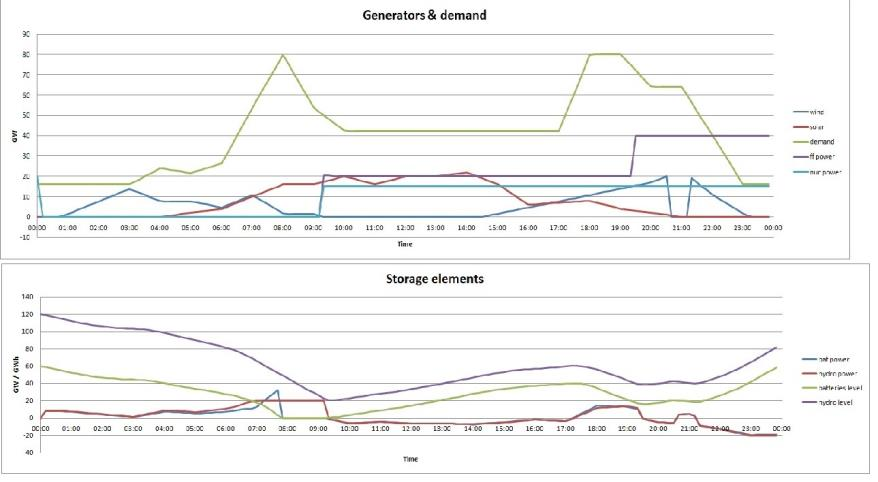 Generators & demand
90
80
70
60
50
40
30
20
10
0
-10
GW
00:00 01:00 02:00 03:00 04:00 05:00 06:00 07:00 08:00 09:00 10:00 11:00 12:00 13:00 14:00 15:00 16:00 17:00 18:00 19:00 20:00 21:00 22:00 23:00 00:00
Time
wind
solar
demand
ff power
nuc power
Storage elements
140
120
100
80
60
40
20
0
-20
40
GW / GWh
00:00 01:00 02:00 03:00 04:00 05:00 06:00 07:00 08:00 09:00 10:00 11:00 12:00 13:00 14:00 15:00 16:00 17:00 18:00 19:00 20:00 21:00 22:00 23:00 00:00
Time
bat power
hydro power
batteries level
hydro level